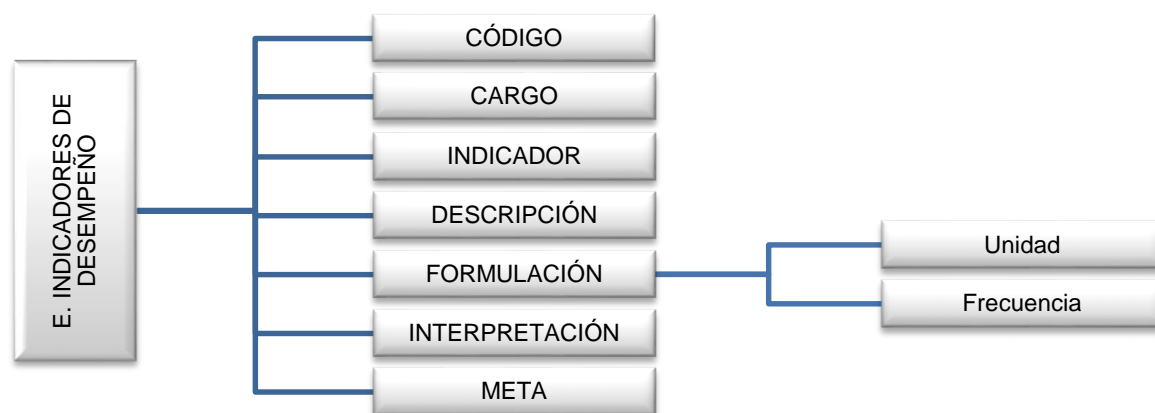 E. INDICADORES DE
DESEMPEÑO
CÓDIGO
CARGO
INDICADOR
DESCRIPCIÓN
FORMULACIÓN
INTERPRETACIÓN
META
Unidad
Frecuencia